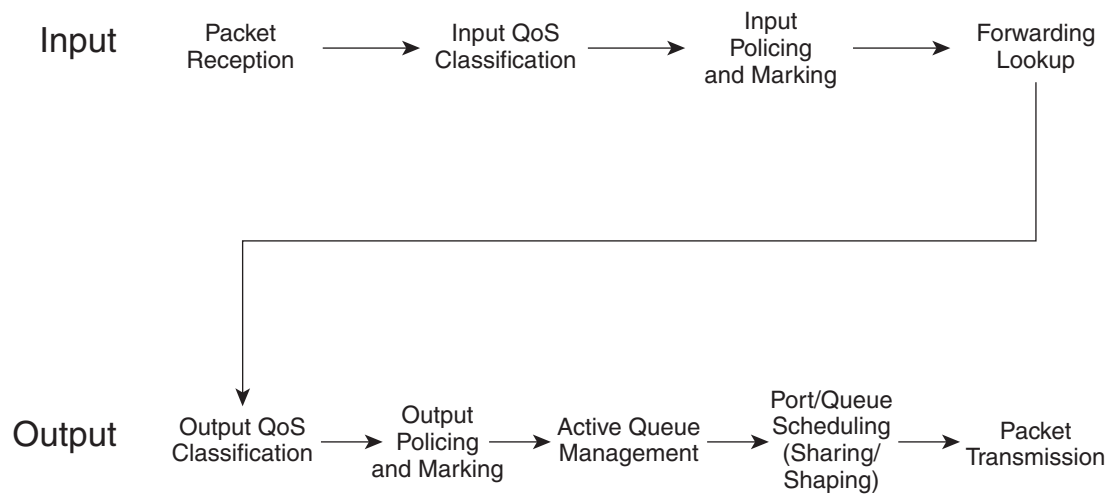 Input
Packet
Reception
Input QoS
Classification
Input
Policing
and Marking
Forwarding
Lookup
Output
Output QoS
Classification
Output
Policing
and Marking
Active Queue
Management
Port/Queue
Scheduling
(Sharing/
Shaping)
Packet
Transmission